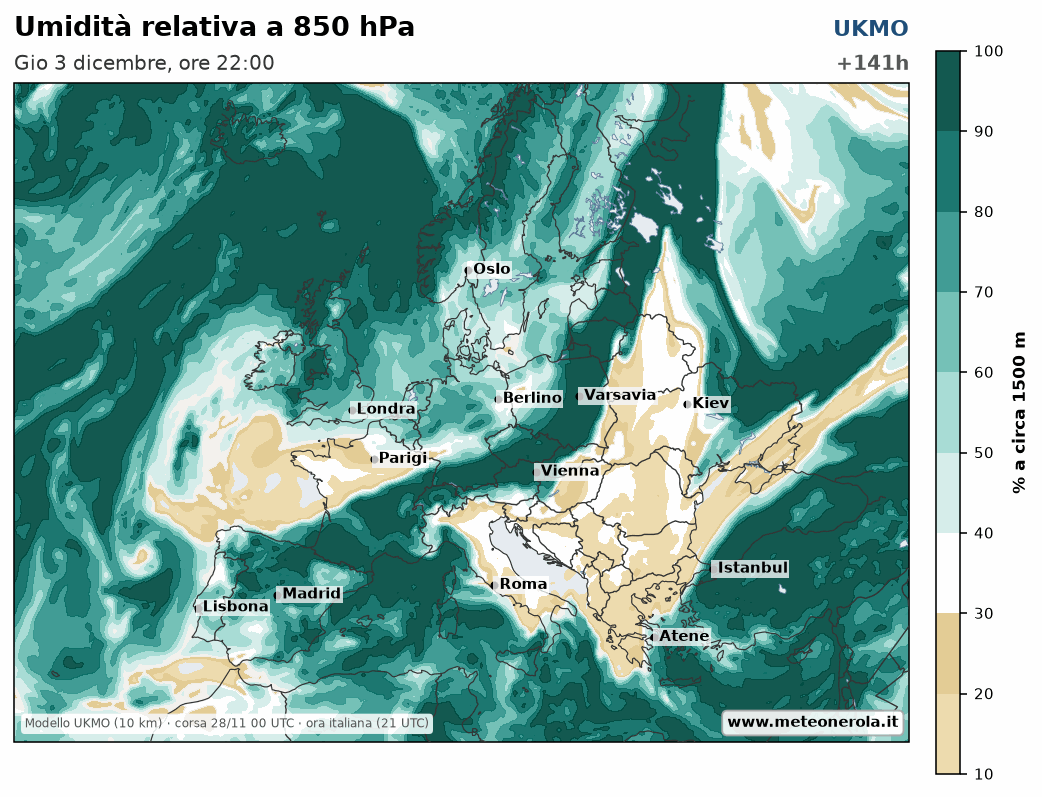 Umidità relativa a 850 hPa
UKMO
Gio 3 dicembre, ore 22:00
+141h
100
90
80
70
60
50
40
30
20
10
% a circa 1500 m
Oslo
Londra
Berlino
Varsavia
Kiev
Parigi
Vienna
Istanbul
Roma
Madrid
Lisbona
Atene
Modello UKMO (10 km) · corsa 28/11 00 UTC · ora italiana (21 UTC)
www.meteonerola.it